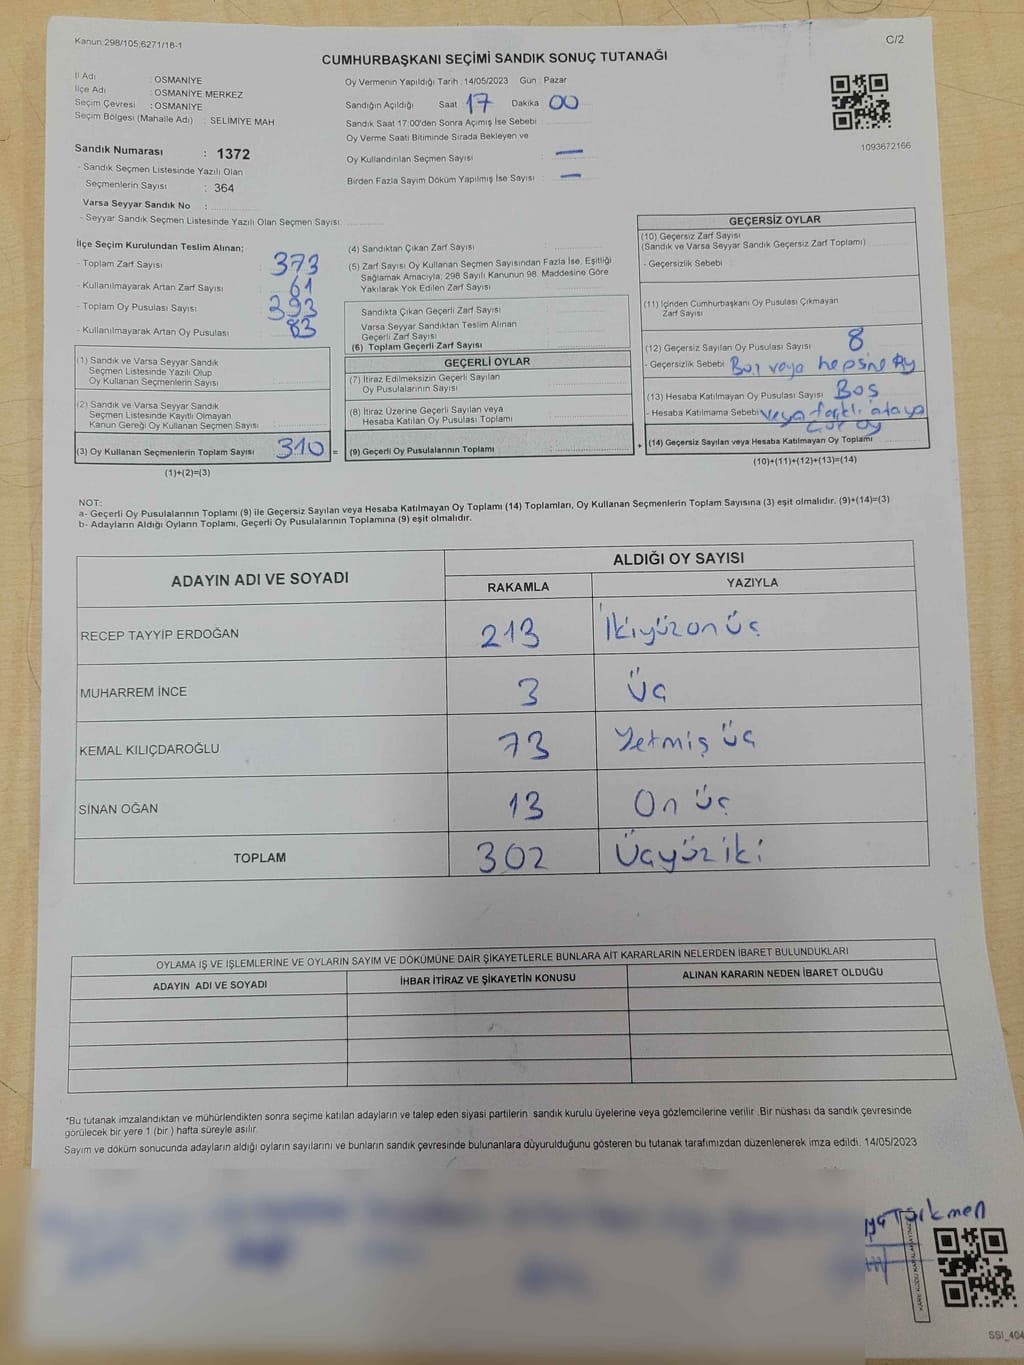 Kanun:298/105;6271/18-1
C/2
CUMHURBAŞKANI SEÇİMİ SANDIK SONUÇ TUTANAĞI
İl Adı : OSMANİYE
İlçe Adı : OSMANİYE MERKEZ
Seçim Çevresi : OSMANİYE
Seçim Bölgesi (Mahalle Adı) : SELİMİYE MAH.
Sandık Numarası : 1372
- Sandık Seçmen Listesinde Yazılı Olan
Seçmenlerin Sayısı : 364
Varsa Seyyar Sandık No :
- Seyyar Sandık Seçmen Listesinde Yazılı Olan Seçmen Sayısı:
Oy Vermenin Yapıldığı Tarih : 14/05/2023 Gün : Pazar
Sandığın Açıldığı Saat 17 Dakika 00
Sandık Saat 17:00'den Sonra Açımış İse Sebebi :
Oy Verme Saati Bitiminde Sırada Bekleyen ve
Oy Kullandırılan Seçmen Sayısı : —
Birden Fazla Sayım Döküm Yapılmış İse Sayısı : —
1093672166
İlçe Seçim Kurulundan Teslim Alınan;
- Toplam Zarf Sayısı : 373
- Kullanılmayarak Artan Zarf Sayısı : 61
- Toplam Oy Pusulası Sayısı : 393
- Kullanılmayarak Artan Oy Pusulası : 83
(1) Sandık ve Varsa Seyyar Sandık
Seçmen Listesinde Yazılı Olup
Oy Kullanan Seçmenlerin Sayısı
(2) Sandık ve Varsa Seyyar Sandık
Seçmen Listesinde Kayıtlı Olmayan
Kanun Gereği Oy Kullanan Seçmen Sayısı
(3) Oy Kullanan Seçmenlerin Toplam Sayısı 310 =
(1)+(2)=(3)
(4) Sandıktan Çıkan Zarf Sayısı :
(5) Zarf Sayısı Oy Kullanan Seçmen Sayısından Fazla İse, Eşitliği
Sağlamak Amacıyla, 298 Sayılı Kanunun 98. Maddesine Göre
Yakılarak Yok Edilen Zarf Sayısı :
Sandıkta Çıkan Geçerli Zarf Sayısı :
Varsa Seyyar Sandıktan Teslim Alınan
Geçerli Zarf Sayısı :
(6) Toplam Geçerli Zarf Sayısı
GEÇERLİ OYLAR
(7) İtiraz Edilmeksizin Geçerli Sayılan
Oy Pusulalarının Sayısı
(8) İtiraz Üzerine Geçerli Sayılan veya
Hesaba Katılan Oy Pusulası Toplamı
(9) Geçerli Oy Pusulalarının Toplamı +
GEÇERSİZ OYLAR
(10) Geçersiz Zarf Sayısı
(Sandık ve Varsa Seyyar Sandık Geçersiz Zarf Toplamı)
- Geçersizlik Sebebi :
(11) İçinden Cumhurbaşkanı Oy Pusulası Çıkmayan
Zarf Sayısı
(12) Geçersiz Sayılan Oy Pusulası Sayısı : 8
- Geçersizlik Sebebi : Boş veya hepsine oy
(13) Hesaba Katılmayan Oy Pusulası Sayısı : Boş
- Hesaba Katılmama Sebebi : veya farklı adaya
oy
(14) Geçersiz Sayılan veya Hesaba Katılmayan Oy Toplamı
(10)+(11)+(12)+(13)=(14)
NOT:
a- Geçerli Oy Pusulalarının Toplamı (9) ile Geçersiz Sayılan veya Hesaba Katılmayan Oy Toplamı (14) Toplamları, Oy Kullanan Seçmenlerin Toplam Sayısına (3) eşit olmalıdır. (9)+(14)=(3)
b- Adayların Aldığı Oyların Toplamı, Geçerli Oy Pusulalarının Toplamına (9) eşit olmalıdır.
ADAYIN ADI VE SOYADI
ALDIĞI OY SAYISI
RAKAMLA YAZIYLA
RECEP TAYYİP ERDOĞAN 213 İkiyüzonüç
MUHARREM İNCE 3 Üç
KEMAL KILIÇDAROĞLU 73 Yetmiş üç
SİNAN OĞAN 13 On üç
TOPLAM 302 Üçyüz iki
OYLAMA İŞ VE İŞLEMLERİNE VE OYLARIN SAYIM VE DÖKÜMÜNE DAİR ŞİKAYETLERLE BUNLARA AİT KARARLARIN NELERDEN İBARET BULUNDUKLARI
ADAYIN ADI VE SOYADI İHBAR İTİRAZ VE ŞİKAYETİN KONUSU ALINAN KARARIN NEDEN İBARET OLDUĞU
*Bu tutanak imzalandıktan ve mühürlendikten sonra seçime katılan adayların ve talep eden siyasi partilerin sandık kurulu üyelerine veya gözlemcilerine verilir .Bir nüshası da sandık çevresinde
görülecek bir yere 1 (bir ) hafta süreyle asılır.
Sayım ve döküm sonucunda adayların aldığı oyların sayılarını ve bunların sandık çevresinde bulunanlara düyurulduğunu gösteren bu tutanak tarafımızdan düzenlenerek imza edildi. 14/05/2023
Türkmen
KARE KODU KARALAMAYINIZ
SSI_404